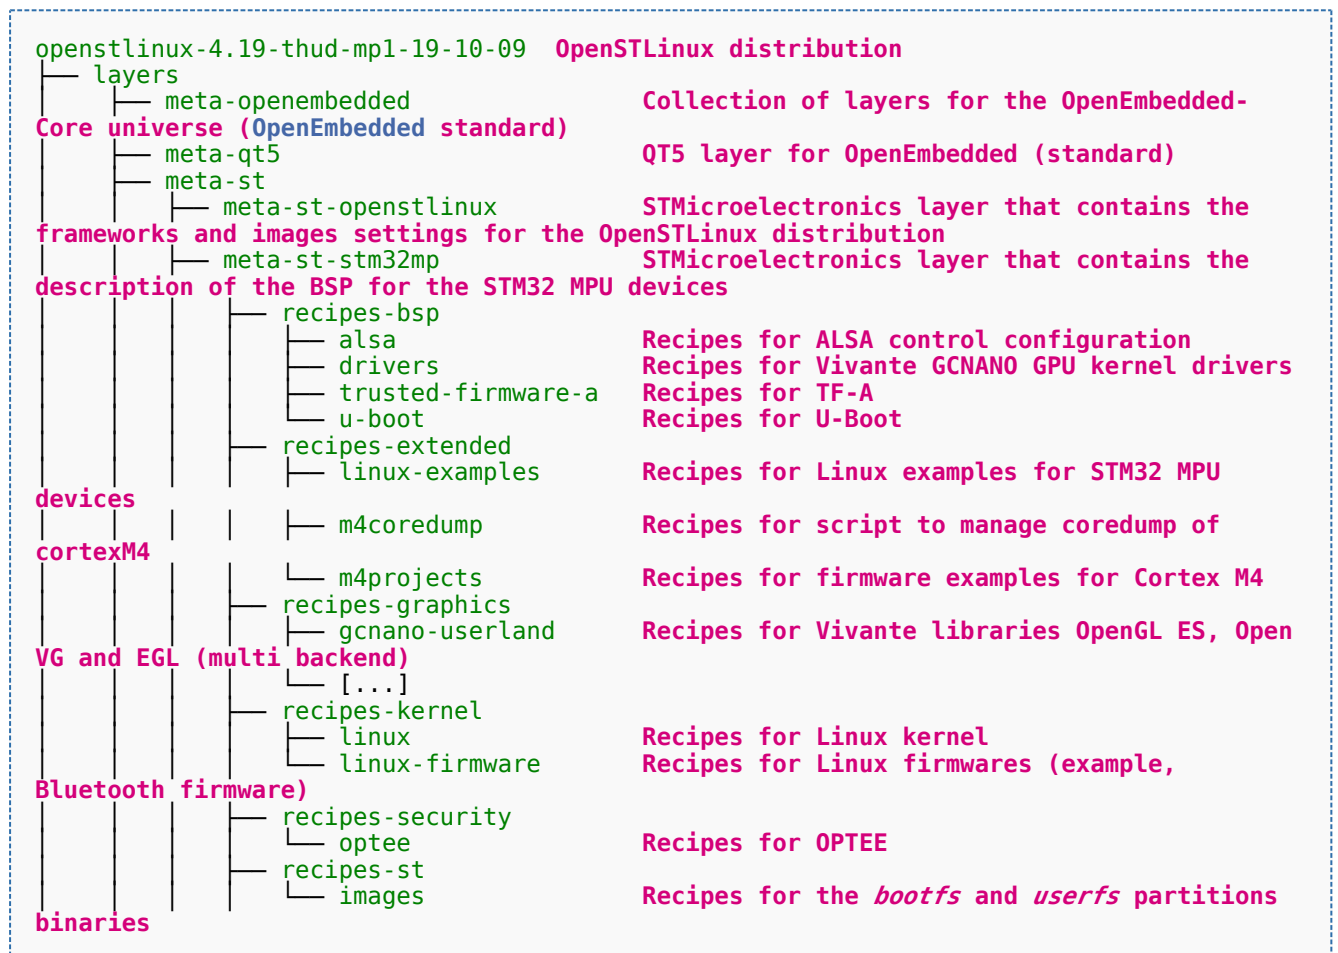 openstlinux-4.19-thud-mp1-19-10-09  OpenSTLinux distribution
├── layers
│    ├── meta-openembedded                Collection of layers for the OpenEmbedded-
Core universe (OpenEmbedded standard)
│    ├── meta-qt5                         QT5 layer for OpenEmbedded (standard)
│    ├── meta-st
│    │   ├── meta-st-openstlinux          STMicroelectronics layer that contains the
frameworks and images settings for the OpenSTLinux distribution
│    │   ├── meta-st-stm32mp              STMicroelectronics layer that contains the
description of the BSP for the STM32 MPU devices
│    │   │   ├── recipes-bsp
│    │   │   │   ├── alsa                 Recipes for ALSA control configuration
│    │   │   │   ├── drivers              Recipes for Vivante GCNANO GPU kernel drivers
│    │   │   │   ├── trusted-firmware-a   Recipes for TF-A
│    │   │   │   └── u-boot               Recipes for U-Boot
│    │   │   ├── recipes-extended
│    │   │   │   ├── linux-examples       Recipes for Linux examples for STM32 MPU
devices
│    │   │   │   ├── m4coredump           Recipes for script to manage coredump of
cortexM4
│    │   │   │   └── m4projects           Recipes for firmware examples for Cortex M4
│    │   │   ├── recipes-graphics
│    │   │   │   ├── gcnano-userland      Recipes for Vivante libraries OpenGL ES, Open
VG and EGL (multi backend)
│    │   │   │   └── [...]
│    │   │   ├── recipes-kernel
│    │   │   │   ├── linux                Recipes for Linux kernel
│    │   │   │   └── linux-firmware       Recipes for Linux firmwares (example,
Bluetooth firmware)
│    │   │   ├── recipes-security
│    │   │   │   └── optee                Recipes for OPTEE
│    │   │   ├── recipes-st
│    │   │   │   └── images               Recipes for the bootfs and userfs partitions
binaries